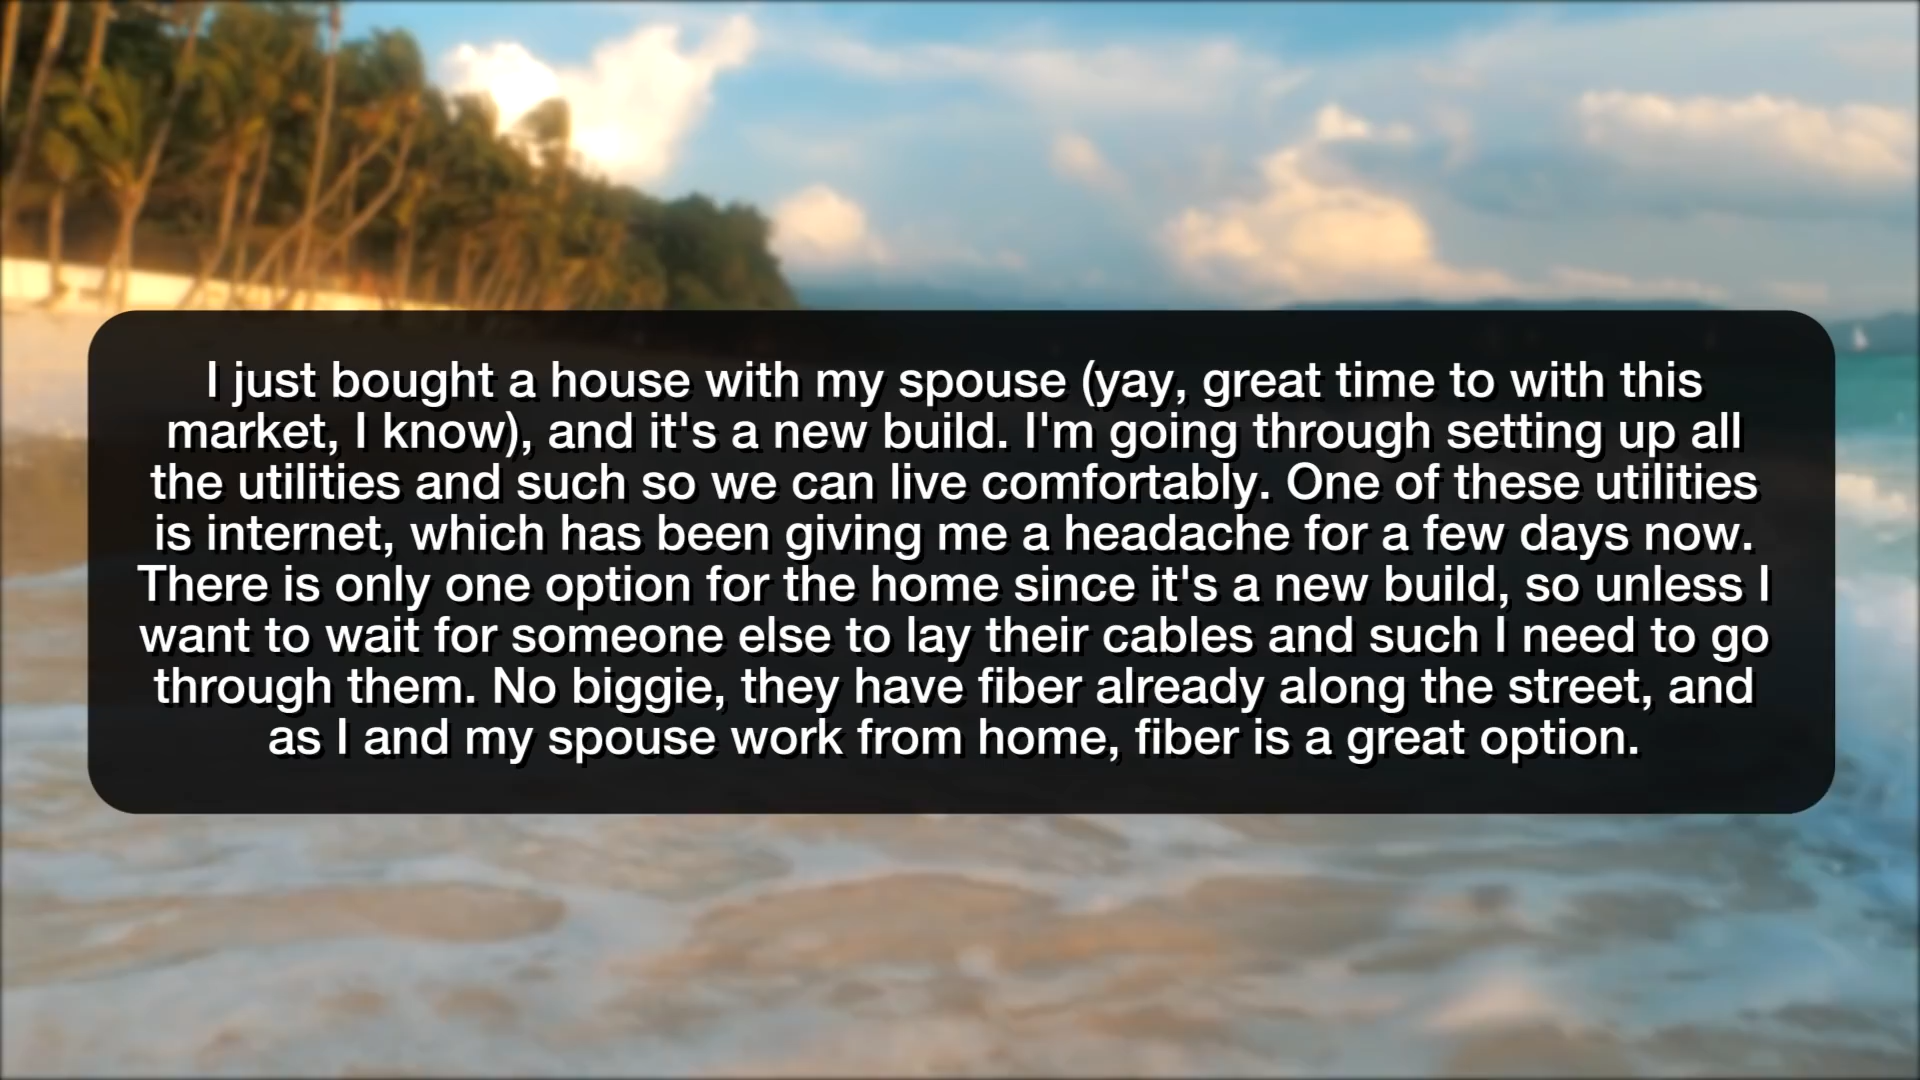 I just bought a house with my spouse (yay, great time to with this
market, I know), and it's a new build. I'm going through setting up all
the utilities and such so we can live comfortably. One of these utilities
is internet, which has been giving me a headache for a few days now.
There is only one option for the home since it's a new build, so unless I
want to wait for someone else to lay their cables and such I need to go
through them. No biggie, they have fiber already along the street, and
as I and my spouse work from home, fiber is a great option.